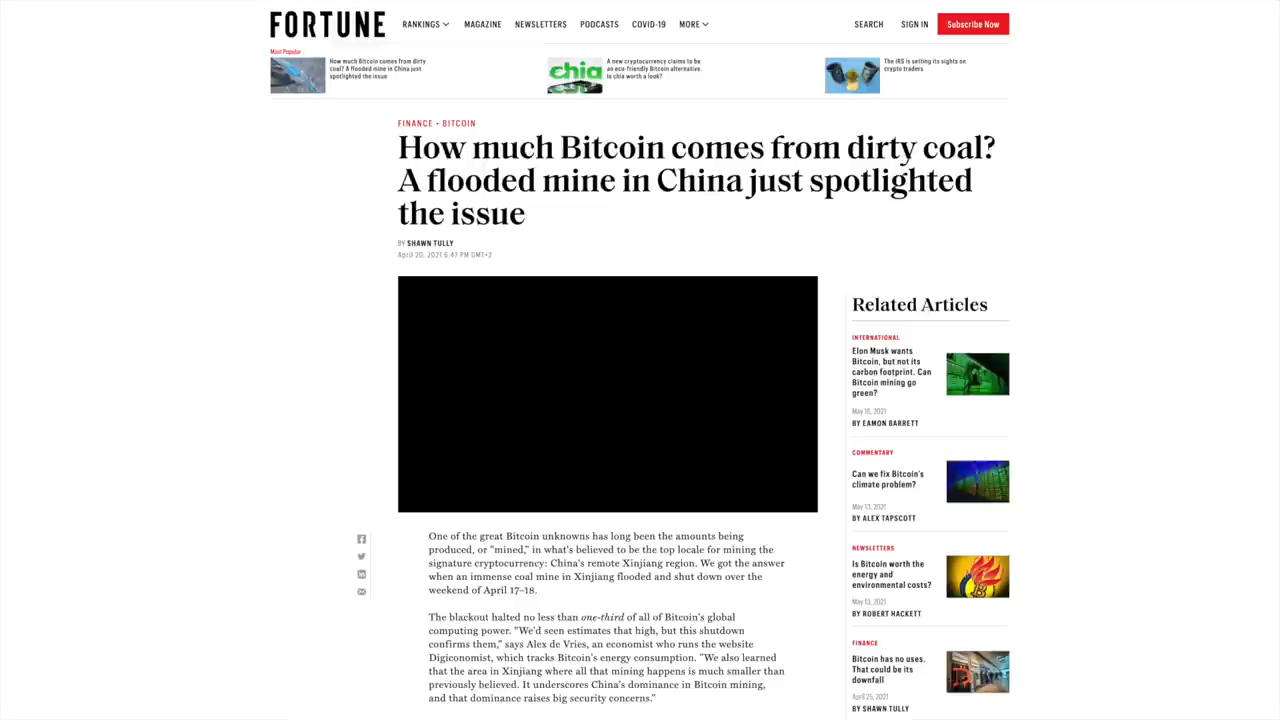 FORTUNE
RANKINGS
MAGAZINE
NEWSLETTERS
PODCASTS
COVID-19
MORE
SEARCH
SIGN IN
Subscribe Now
Most Popular
How much Bitcoin comes from dirty
coal? A flooded mine in China just
spotlighted the issue
chia
A new cryptocurrency claims to be
an eco-friendly Bitcoin alternative.
Is chia worth a look?
The IRS is setting its sights on
crypto traders
FINANCE • BITCOIN
How much Bitcoin comes from dirty coal?
A flooded mine in China just spotlighted
the issue
BY SHAWN TULLY
April 20, 2021 6:47 PM GMT+2
One of the great Bitcoin unknowns has long been the amounts being
produced, or "mined," in what's believed to be the top locale for mining the
signature cryptocurrency: China's remote Xinjiang region. We got the answer
when an immense coal mine in Xinjiang flooded and shut down over the
weekend of April 17–18.
The blackout halted no less than one-third of all of Bitcoin's global
computing power. "We'd seen estimates that high, but this shutdown
confirms them," says Alex de Vries, an economist who runs the website
Digiconomist, which tracks Bitcoin's energy consumption. "We also learned
that the area in Xinjiang where all that mining happens is much smaller than
previously believed. It underscores China's dominance in Bitcoin mining,
and that dominance raises big security concerns."
Related Articles
INTERNATIONAL
Elon Musk wants
Bitcoin, but not its
carbon footprint. Can
Bitcoin mining go
green?
May 15, 2021
BY EAMON BARRETT
COMMENTARY
Can we fix Bitcoin's
climate problem?
May 13, 2021
BY ALEX TAPSCOTT
NEWSLETTERS
Is Bitcoin worth the
energy and
environmental costs?
May 13, 2021
BY ROBERT HACKETT
FINANCE
Bitcoin has no uses.
That could be its
downfall
April 25, 2021
BY SHAWN TULLY